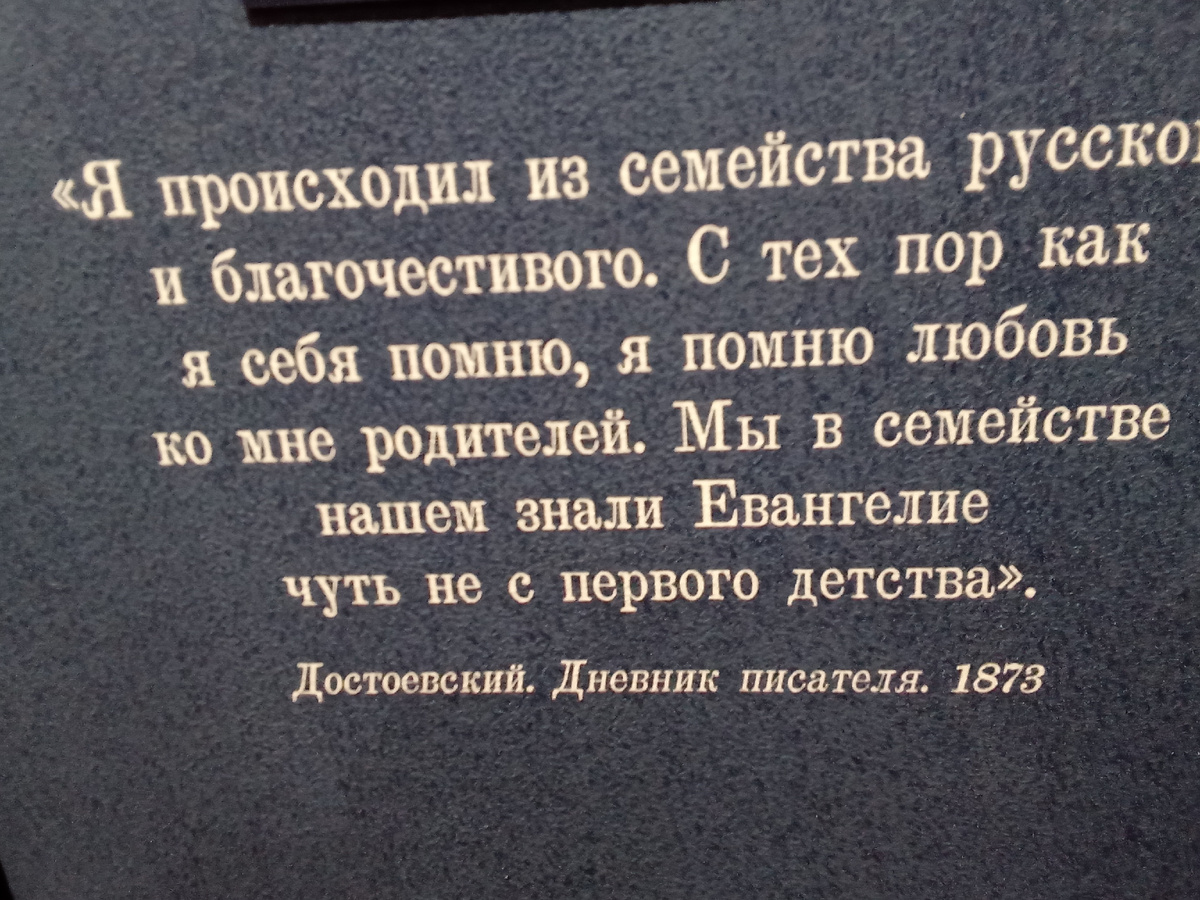 «Я происходил из семейства русско
и благочестивого. С тех пор как
я себя помню, я помню любовь
ко мне родителей. Мы в семействе
нашем знали Евангелие
чуть не с первого детства».
Достоевский. Дневник писателя. 1873